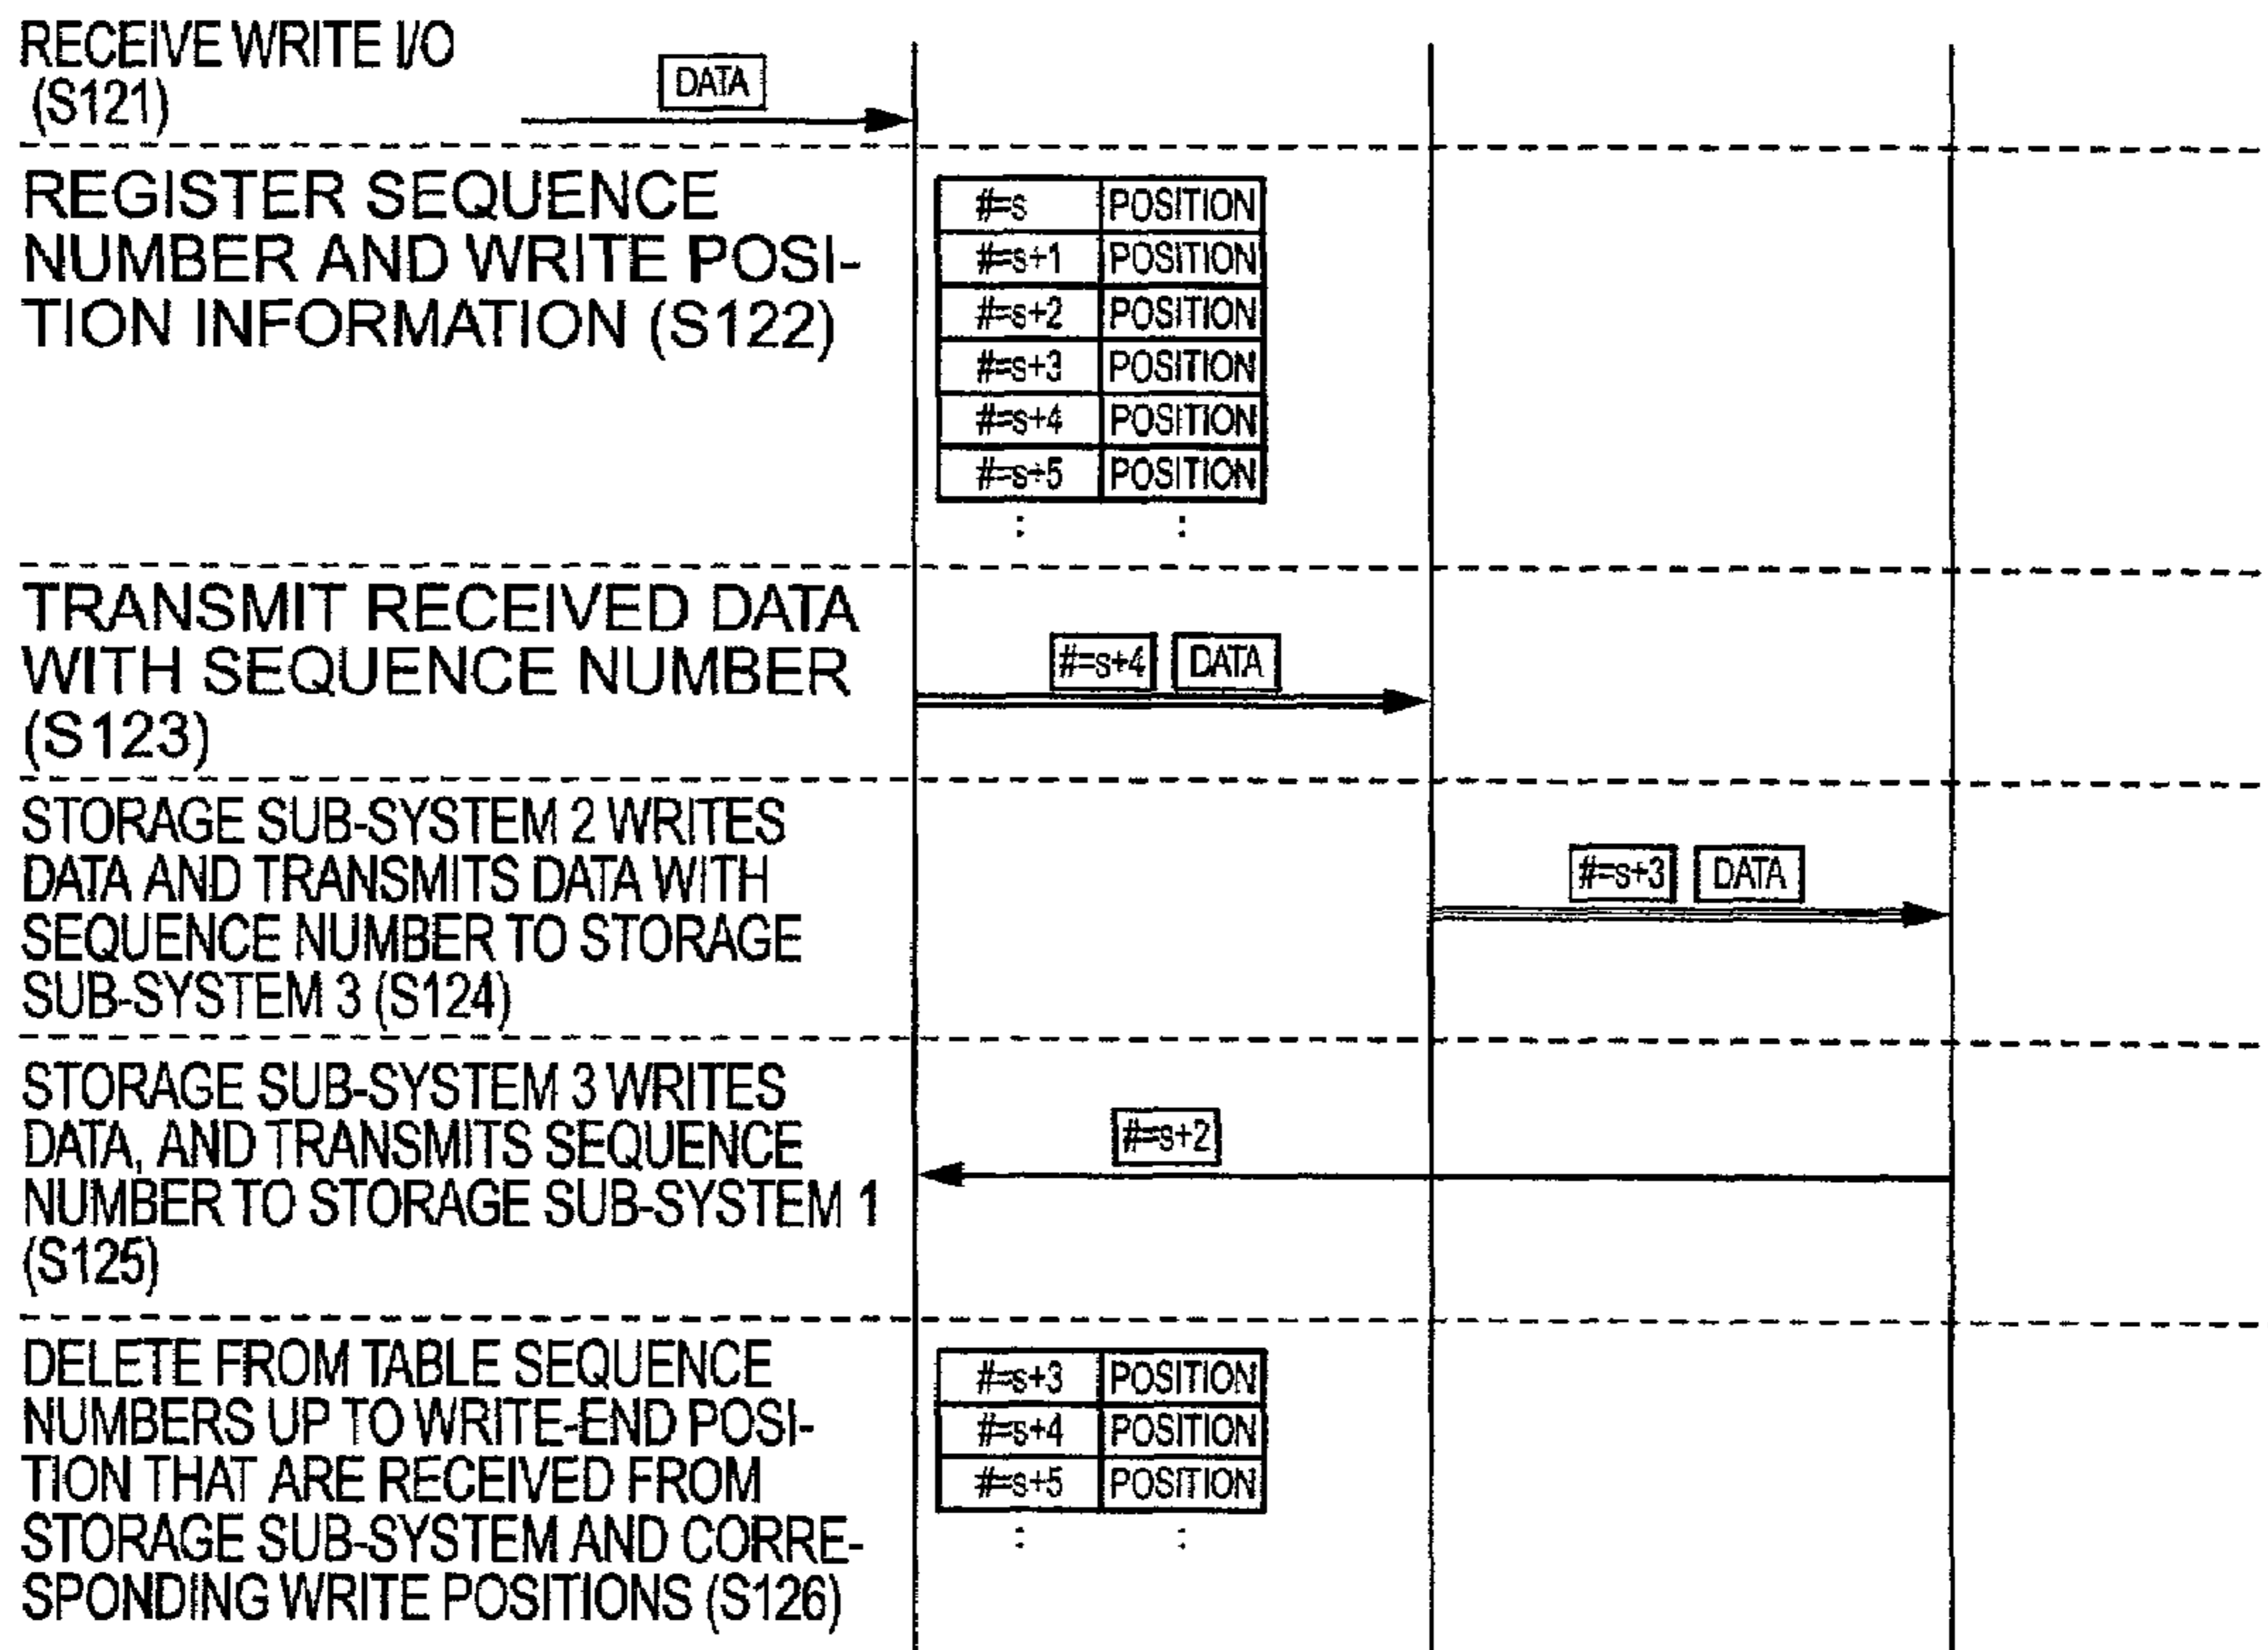 RECEIVE WRITE I/O
(S121)
DATA
REGISTER SEQUENCE
NUMBER AND WRITE POSI-
TION INFORMATION (S122)
#=s POSITION
#=s+1 POSITION
#=s+2 POSITION
#=s+3 POSITION
#=s+4 POSITION
#=s+5 POSITION
: :
TRANSMIT RECEIVED DATA
WITH SEQUENCE NUMBER
(S123)
#=s+4 DATA
STORAGE SUB-SYSTEM 2 WRITES
DATA AND TRANSMITS DATA WITH
SEQUENCE NUMBER TO STORAGE
SUB-SYSTEM 3 (S124)
#=s+3 DATA
STORAGE SUB-SYSTEM 3 WRITES
DATA, AND TRANSMITS SEQUENCE
NUMBER TO STORAGE SUB-SYSTEM 1
(S125)
#=s+2
DELETE FROM TABLE SEQUENCE
NUMBERS UP TO WRITE-END POSI-
TION THAT ARE RECEIVED FROM
STORAGE SUB-SYSTEM AND CORRE-
SPONDING WRITE POSITIONS (S126)
#=s+3 POSITION
#=s+4 POSITION
#=s+5 POSITION
: :